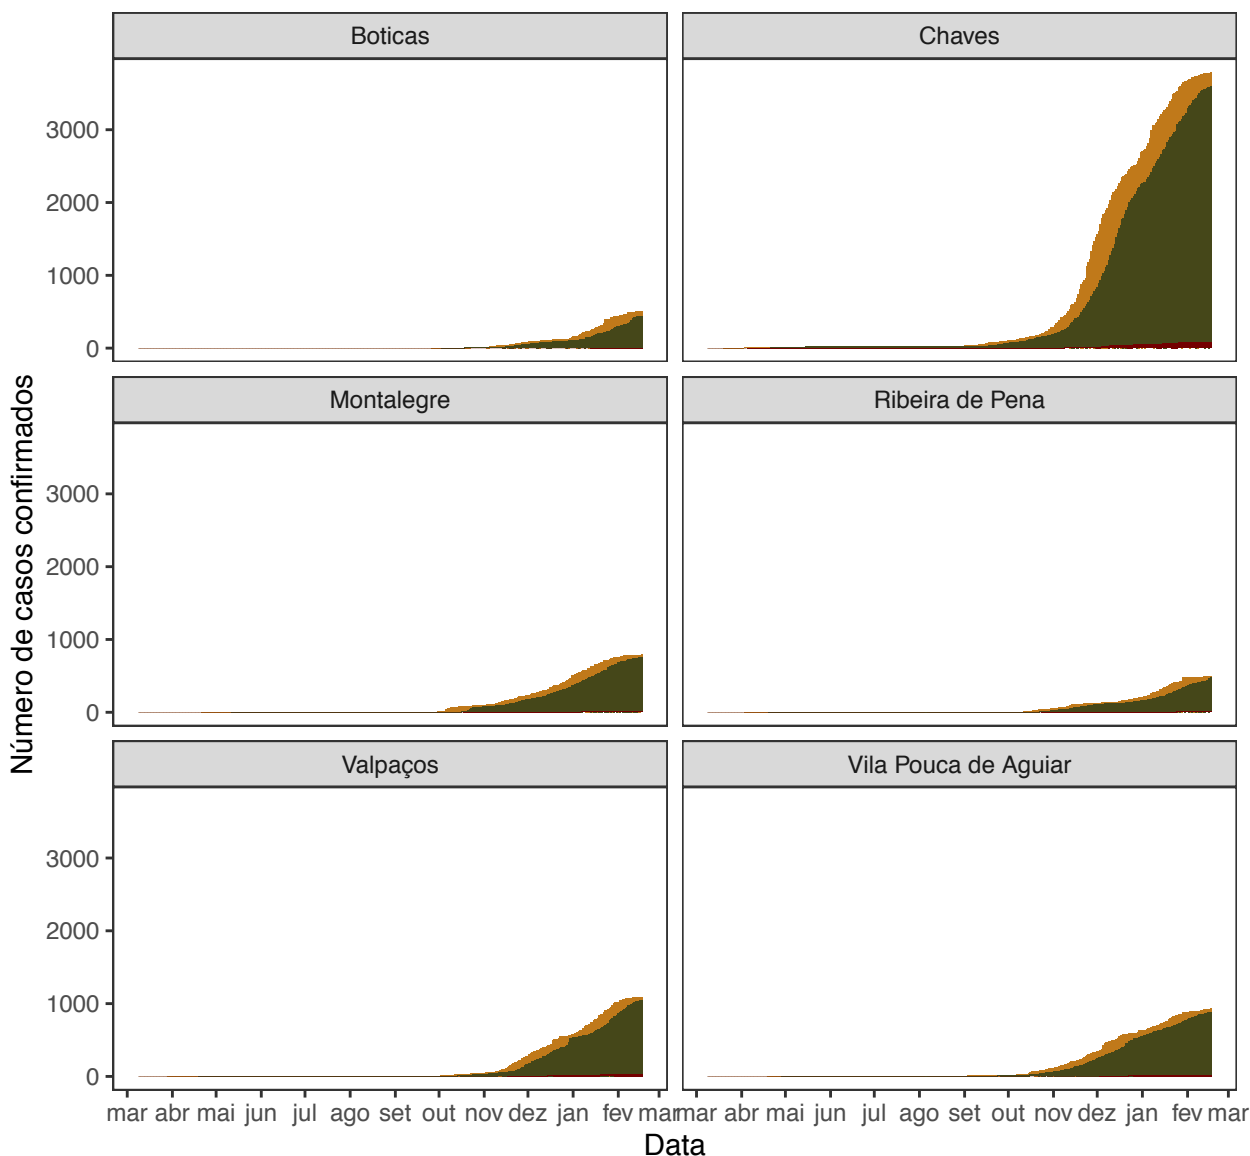 Boticas
Chaves
3000
2000
1000
0
Montalegre
Ribeira de Pena
3000
2000
1000
0
Valpaços
Vila Pouca de Aguiar
3000
2000
1000
0
mar abr mai jun jul ago set out nov dez jan fev mar
mar abr mai jun jul ago set out nov dez jan fev mar
Número de casos confirmados
Data